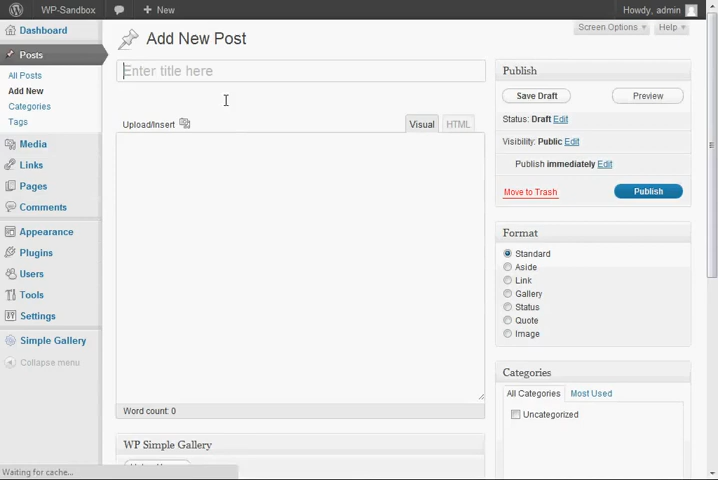 WP-Sandbox
New
Howdy, admin
Dashboard
Posts
All Posts
Add New
Categories
Tags
Media
Links
Pages
Comments
Appearance
Plugins
Users
Tools
Settings
Simple Gallery
Collapse menu
Screen Options
Help
Add New Post
Enter title here
Upload/Insert
Visual
HTML
Word count: 0
WP Simple Gallery
Publish
Save Draft
Preview
Status: Draft Edit
Visibility: Public Edit
Publish immediately Edit
Move to Trash
Publish
Format
Standard
Aside
Link
Gallery
Status
Quote
Image
Categories
All Categories
Most Used
Uncategorized
Waiting for cache...